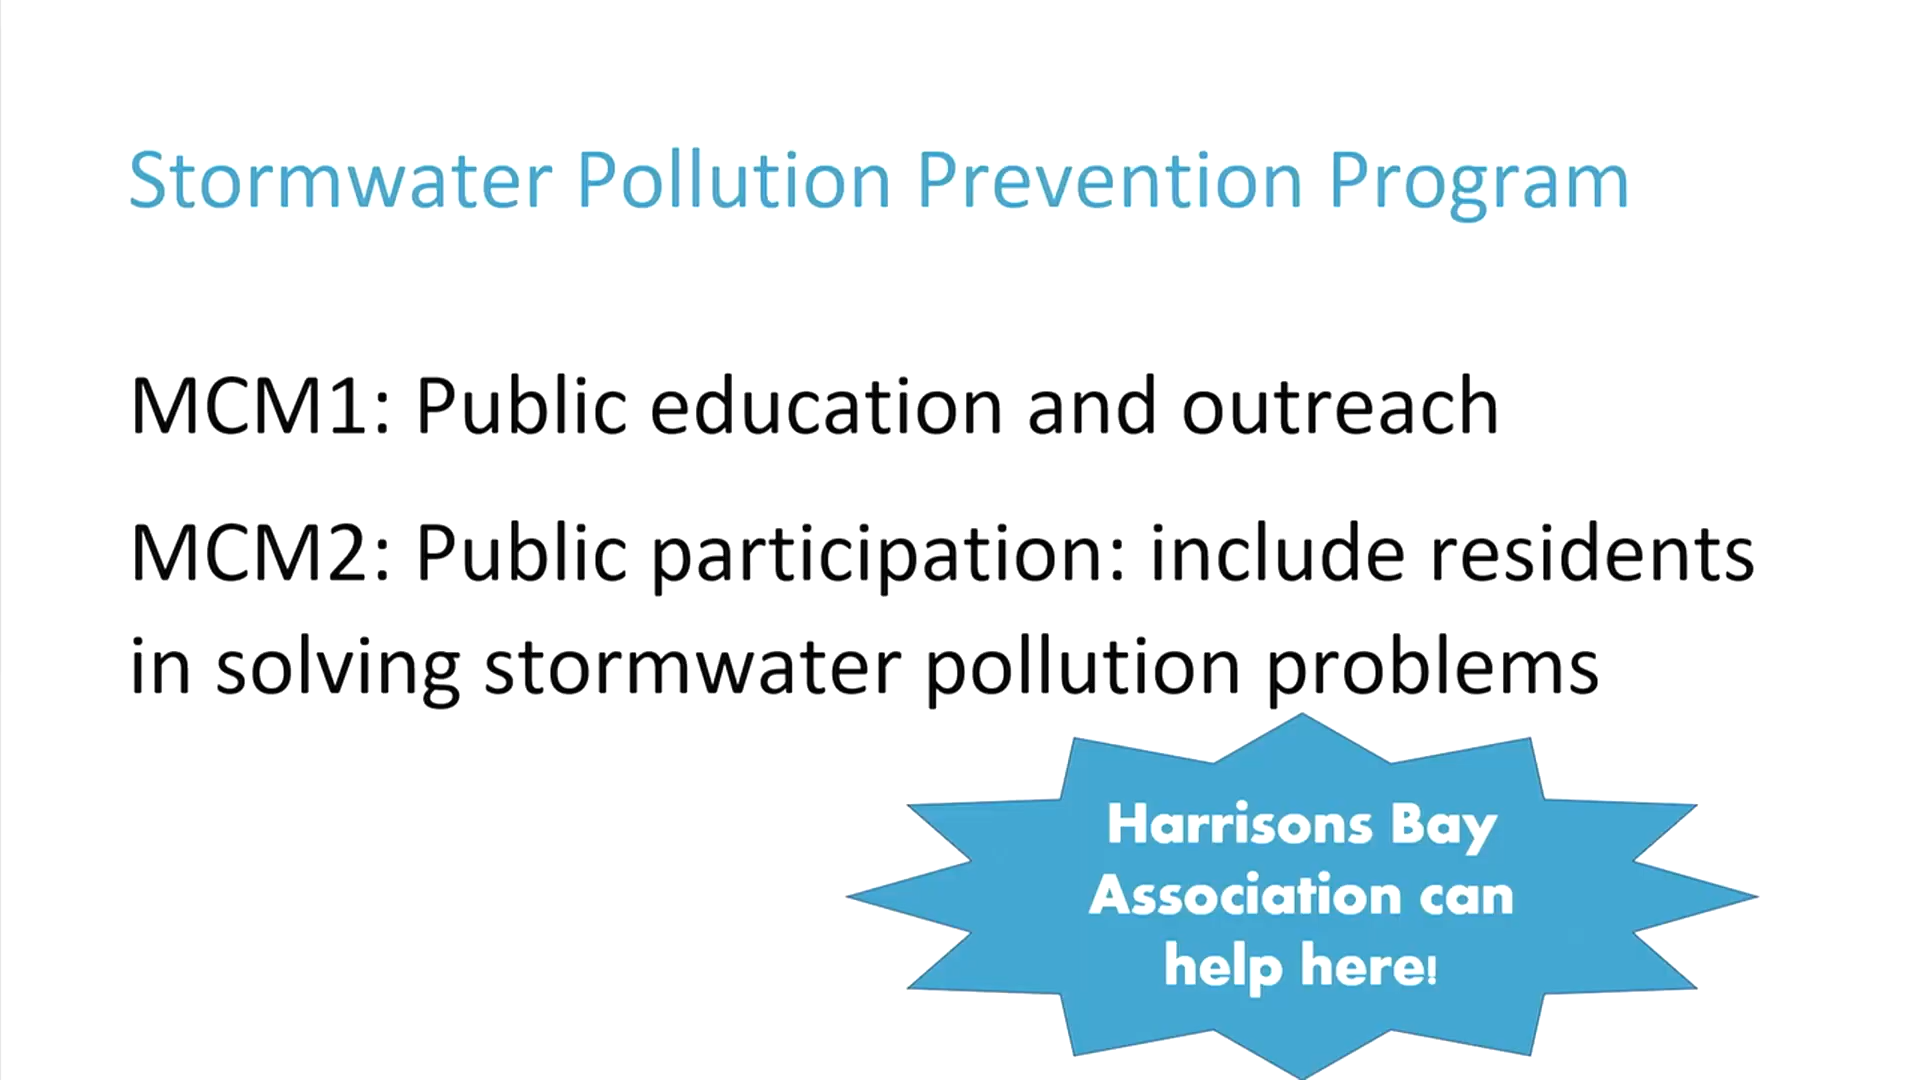 Stormwater Pollution Prevention Program
MCM1: Public education and outreach
MCM2: Public participation: include residents
in solving stormwater pollution problems
Harrisons Bay
Association can
help here!